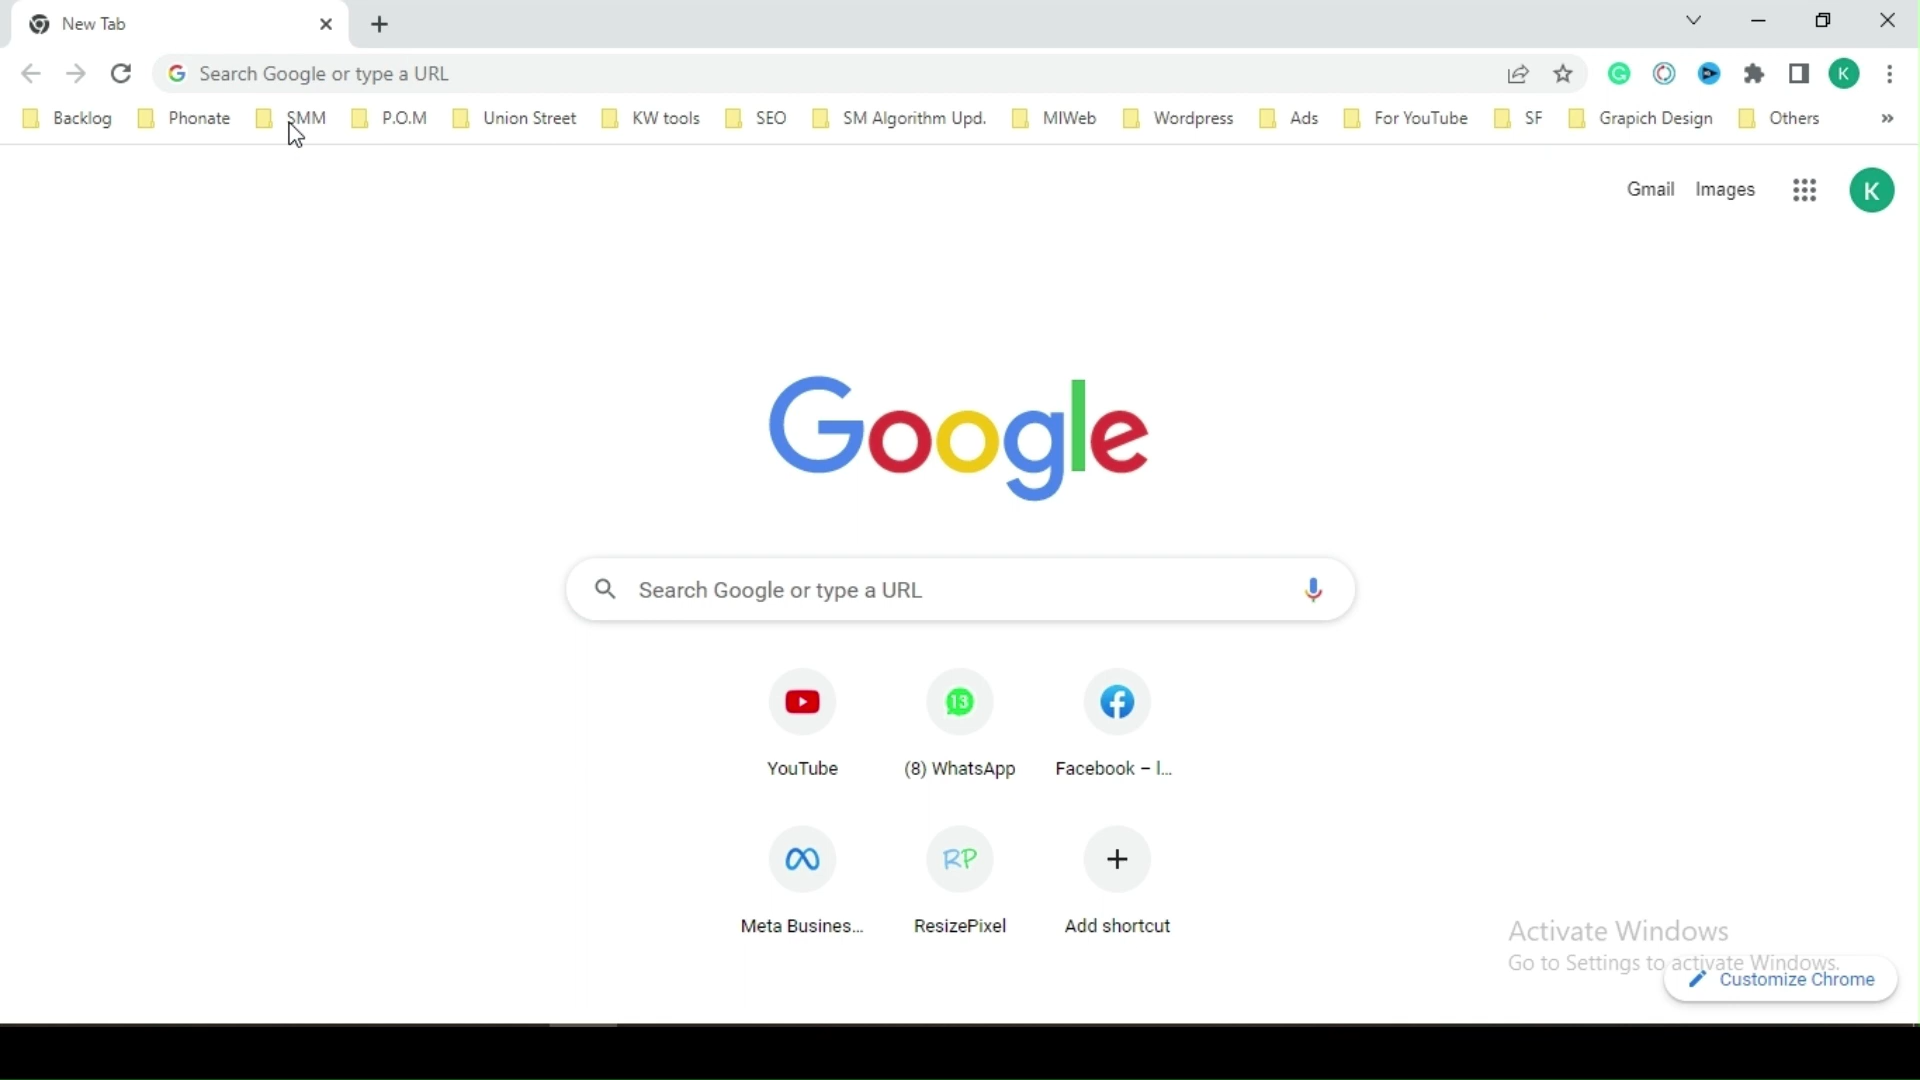 New Tab
Search Google or type a URL
K
Backlog Phonate SMM P.O.M Union Street KW tools SEO SM Algorithm Upd. MIWeb Wordpress Ads For YouTube SF Grapich Design Others »
Gmail Images K
Google
Search Google or type a URL
13
YouTube (8) WhatsApp Facebook – l...
RP
Meta Busines... ResizePixel Add shortcut
Activate Windows
Go to Settings to activate Windows.
Customize Chrome